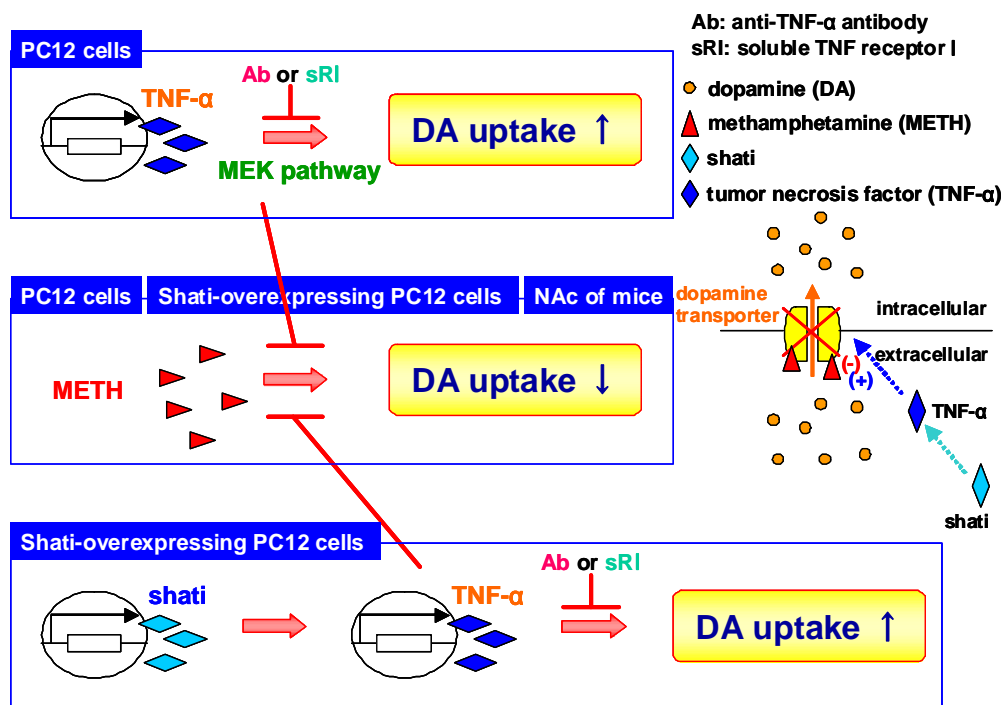 PC12 cells
TNF-α
Ab or sRI
MEK pathway
DA uptake ↑
Ab: anti-TNF-α antibody
sRI: soluble TNF receptor I
dopamine (DA)
methamphetamine (METH)
shati
tumor necrosis factor (TNF-α)
PC12 cells
Shati-overexpressing PC12 cells
NAc of mice
METH
DA uptake ↓
dopamine
transporter
intracellular
extracellular
(-)
(+)
TNF-α
shati
Shati-overexpressing PC12 cells
shati
TNF-α
Ab or sRI
DA uptake ↑